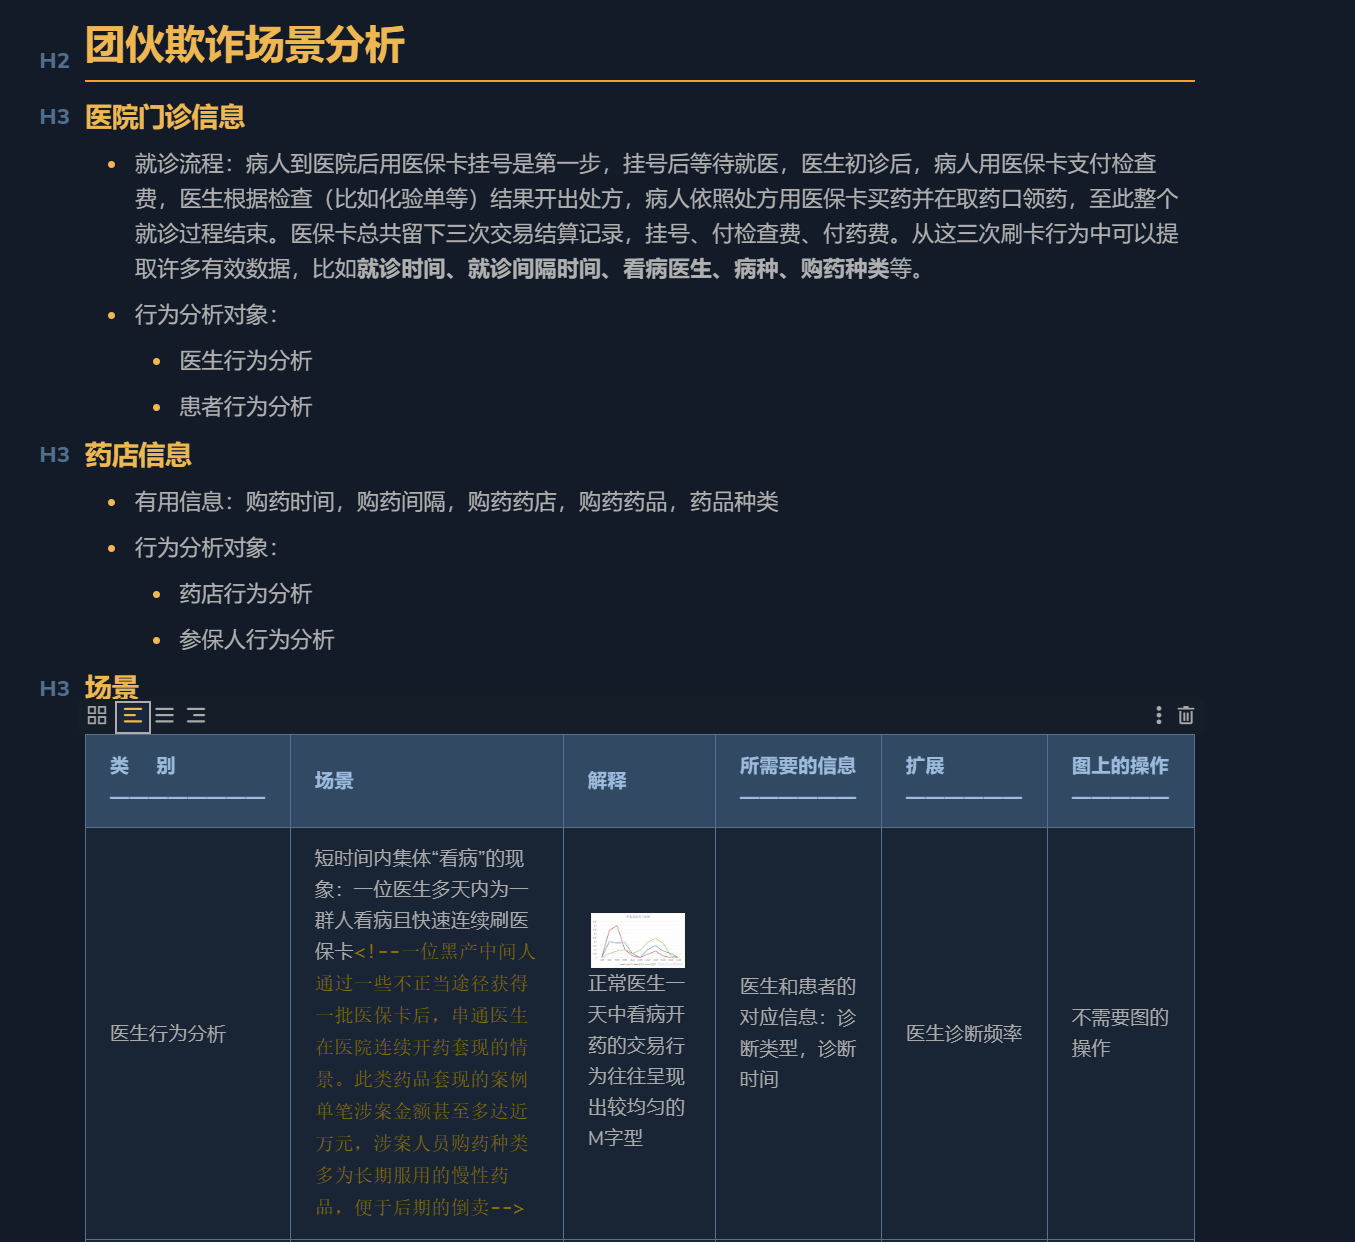 H2 团伙欺诈场景分析
H3 医院门诊信息
就诊流程：病人到医院后用医保卡挂号是第一步，挂号后等待就医，医生初诊后，病人用医保卡支付检查
费，医生根据检查（比如化验单等）结果开出处方，病人依照处方用医保卡买药并在取药口领药，至此整个
就诊过程结束。医保卡总共留下三次交易结算记录，挂号、付检查费、付药费。从这三次刷卡行为中可以提
取许多有效数据，比如就诊时间、就诊间隔时间、看病医生、病种、购药种类等。
行为分析对象：
医生行为分析
患者行为分析
H3 药店信息
有用信息：购药时间，购药间隔，购药药店，购药药品，药品种类
行为分析对象：
药店行为分析
参保人行为分析
H3 场景
类 别
————————
场景
解释
所需要的信息
——————
扩展
——————
图上的操作
—————
医生行为分析
短时间内集体“看病”的现
象：一位医生多天内为一
群人看病且快速连续刷医
保卡<!--一位黑产中间人
通过一些不正当途径获得
一批医保卡后，串通医生
在医院连续开药套现的情
景。此类药品套现的案例
单笔涉案金额甚至多达近
万元，涉案人员购药种类
多为长期服用的慢性药
品，便于后期的倒卖-->
正常医生一
天中看病开
药的交易行
为往往呈现
出较均匀的
M字型
医生和患者的
对应信息：诊
断类型，诊断
时间
医生诊断频率
不需要图的
操作